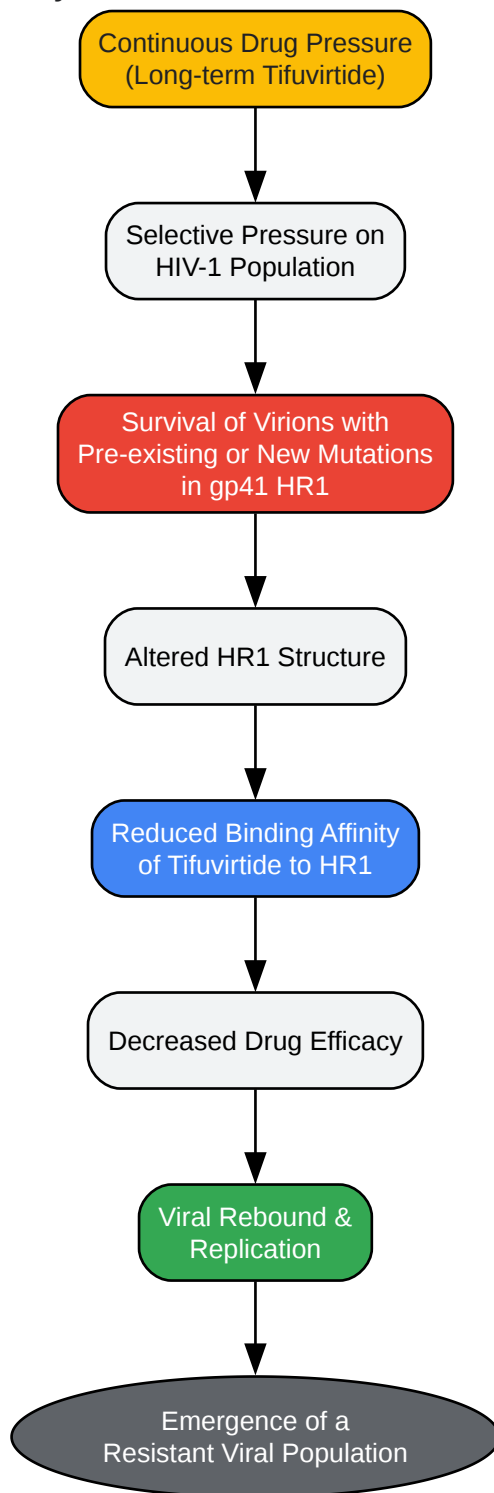 Continuous Drug Pressure
(Long-term Tifuvirtide)
Selective Pressure on
HIV-1 Population
Survival of Virions with
Pre-existing or New Mutations
in gp41 HR1
Altered HR1 Structure
Reduced Binding Affinity
of Tifuvirtide to HR1
Decreased Drug Efficacy
Viral Rebound &
Replication
Emergence of a
Resistant Viral Population